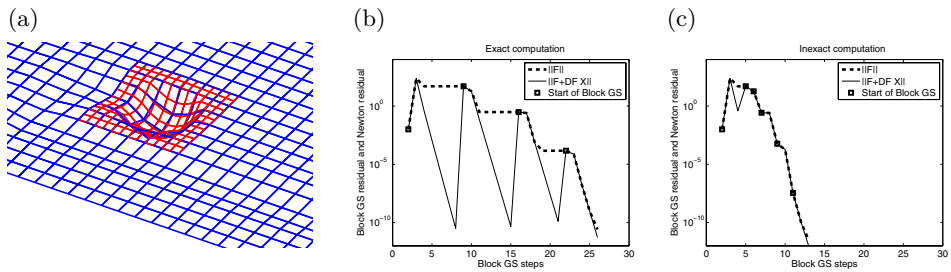 (a)
(b)
(c)
Exact computation
Block GS residual and Newton residual
10^0
10^-5
10^-10
||F||
||F+DF X||
Start of Block GS
0 5 10 15 20 25 30
Block GS steps
Inexact computation
Block GS residual and Newton residual
10^0
10^-5
10^-10
||F||
||F+DF X||
Start of Block GS
0 5 10 15 20 25 30
Block GS steps